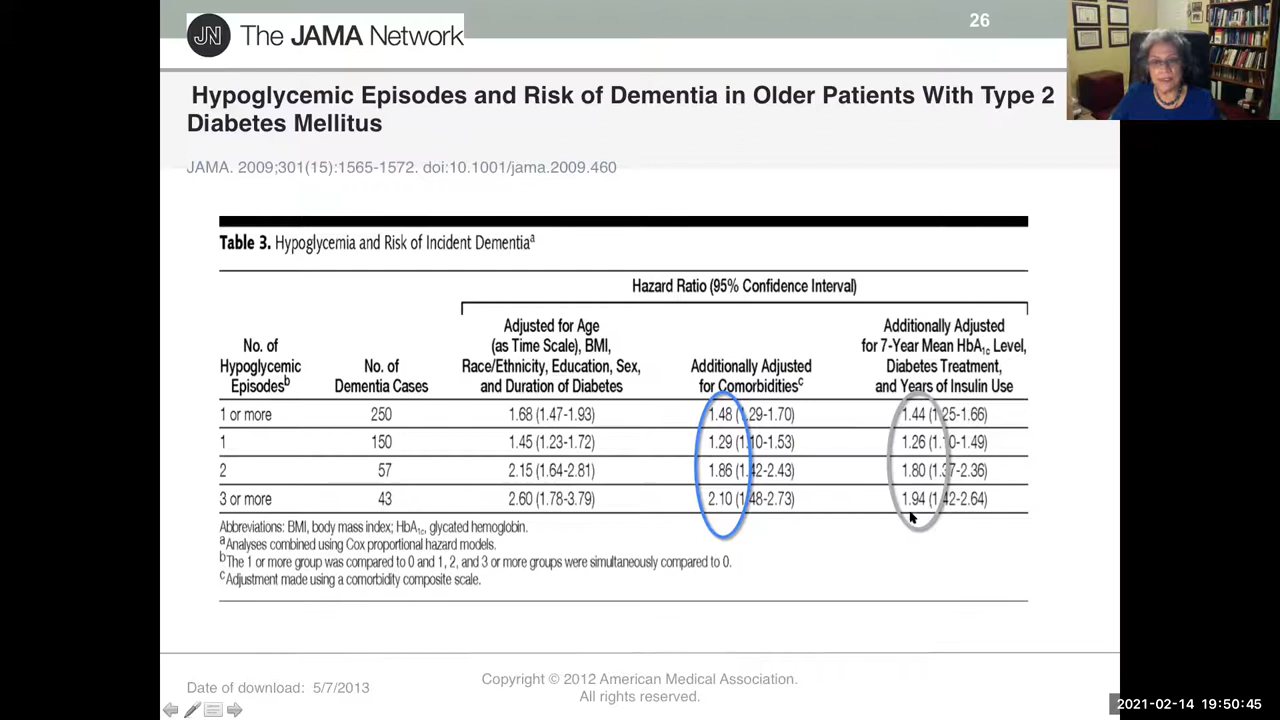 26
JN The JAMA Network
Hypoglycemic Episodes and Risk of Dementia in Older Patients With Type 2
Diabetes Mellitus
JAMA. 2009;301(15):1565-1572. doi:10.1001/jama.2009.460
Table 3. Hypoglycemia and Risk of Incident Dementiaa
Hazard Ratio (95% Confidence Interval)
No. of
Hypoglycemic
Episodesb
No. of
Dementia Cases
Adjusted for Age
(as Time Scale), BMI,
Race/Ethnicity, Education, Sex,
and Duration of Diabetes
Additionally Adjusted
for Comorbiditiesc
Additionally Adjusted
for 7-Year Mean HbA1c Level,
Diabetes Treatment,
and Years of Insulin Use
1 or more 250 1.68 (1.47-1.93) 1.48 (1.29-1.70) 1.44 (1.25-1.66)
1 150 1.45 (1.23-1.72) 1.29 (1.10-1.53) 1.26 (1.10-1.49)
2 57 2.15 (1.64-2.81) 1.86 (1.42-2.43) 1.80 (1.37-2.36)
3 or more 43 2.60 (1.78-3.79) 2.10 (1.48-2.73) 1.94 (1.42-2.64)
Abbreviations: BMI, body mass index; HbA1c, glycated hemoglobin.
aAnalyses combined using Cox proportional hazard models.
bThe 1 or more group was compared to 0 and 1, 2, and 3 or more groups were simultaneously compared to 0.
cAdjustment made using a comorbidity composite scale.
Date of download: 5/7/2013
Copyright © 2012 American Medical Association.
All rights reserved.
2021-02-14 19:50:45